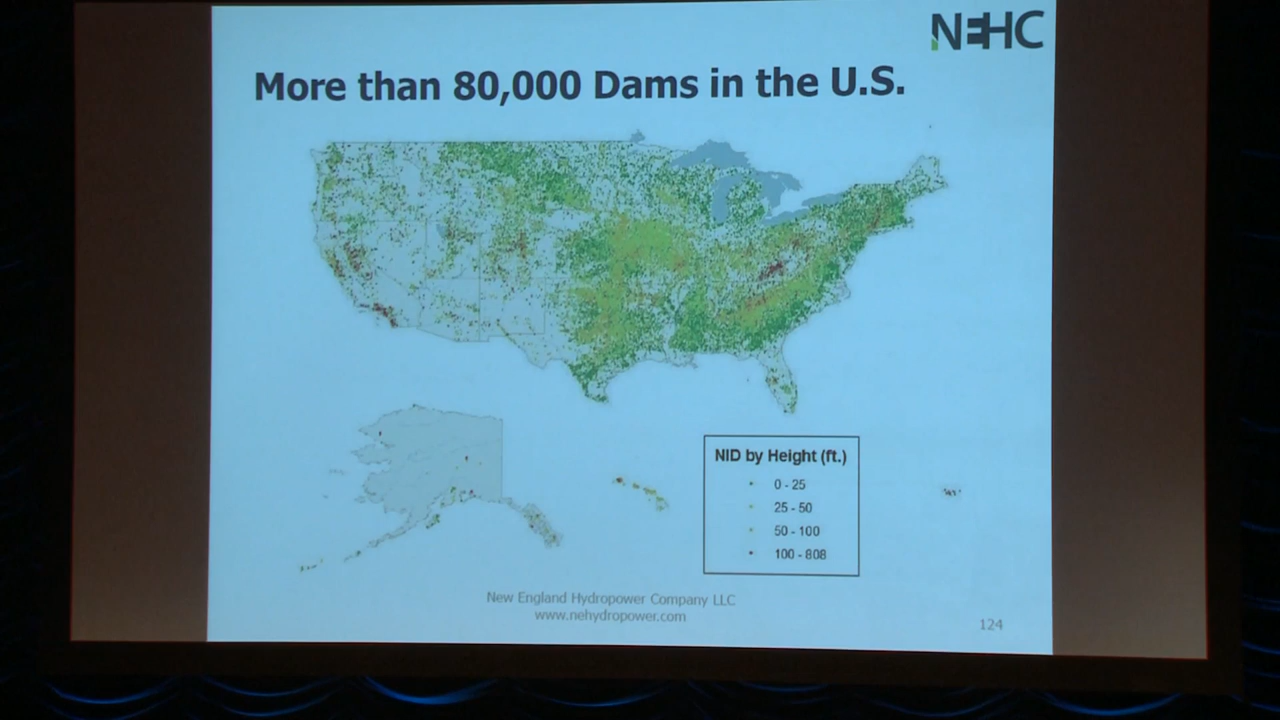 NEHC
More than 80,000 Dams in the U.S.
NID by Height (ft.)
0 - 25
25 - 50
50 - 100
100 - 808
New England Hydropower Company LLC
www.nehydropower.com
124